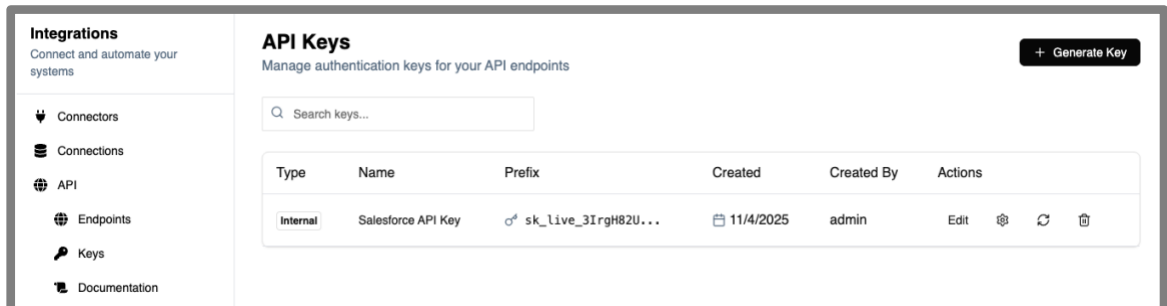 Integrations
Connect and automate your
systems
Connectors
Connections
API
Endpoints
Keys
Documentation
API Keys
Manage authentication keys for your API endpoints
+ Generate Key
Search keys...
Type Name Prefix Created Created By Actions
Internal Salesforce API Key sk_live_3IrgH82U... 11/4/2025 admin Edit